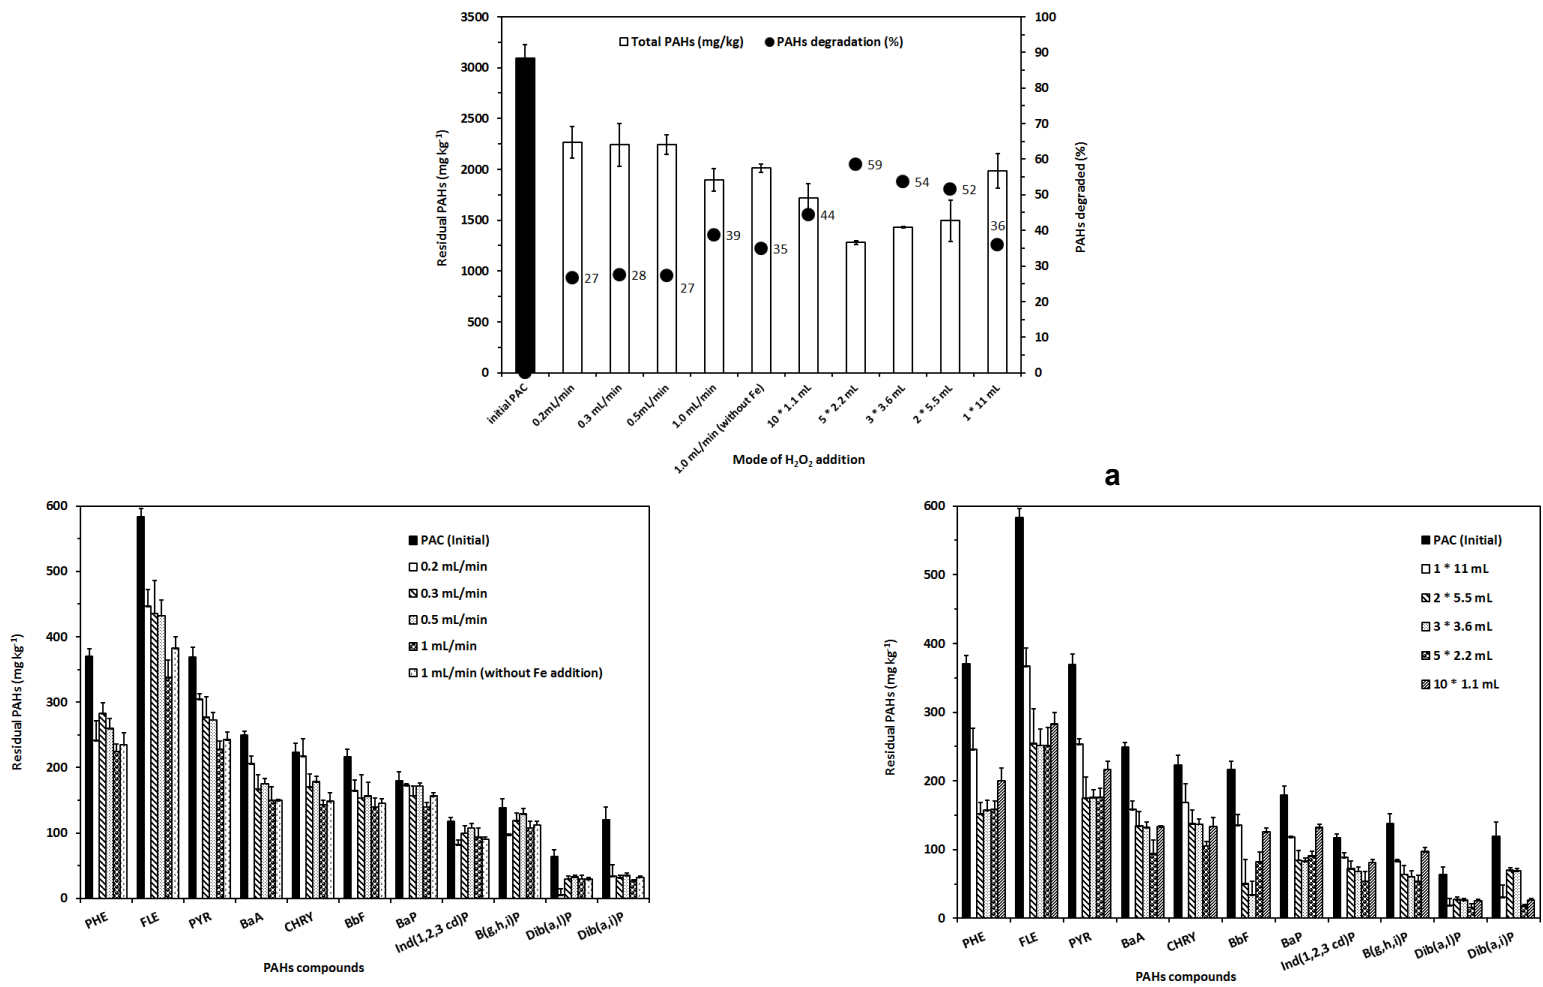 3500
3000
2500
2000
1500
1000
500
0
Residual PAHs (mg kg⁻¹)
Total PAHs (mg/kg)
PAHs degradation (%)
27
28
27
39
35
44
59
54
52
36
100
90
80
70
60
50
40
30
20
10
0
PAHs degraded (%)
initial PAC
0.2mL/min
0.3 mL/min
0.5mL/min
1.0 mL/min
1.0 mL/min (without Fe)
10 * 1.1 mL
5 * 2.2 mL
3 * 3.6 mL
2 * 5.5 mL
1 * 11 mL
Mode of H₂O₂ addition
a
600
500
400
300
200
100
0
Residual PAHs (mg kg⁻¹)
PAC (Initial)
0.2 mL/min
0.3 mL/min
0.5 mL/min
1 mL/min
1 mL/min (without Fe addition)
PHE
FLE
PYR
BaA
CHRY
BbF
BaP
Ind(1,2,3 cd)P
B(g,h,i)P
Dib(a,l)P
Dib(a,i)P
PAHs compounds
600
500
400
300
200
100
0
Residual PAHs (mg kg⁻¹)
PAC (Initial)
1 * 11 mL
2 * 5.5 mL
3 * 3.6 mL
5 * 2.2 mL
10 * 1.1 mL
PHE
FLE
PYR
BaA
CHRY
BbF
BaP
Ind(1,2,3 cd)P
B(g,h,i)P
Dib(a,l)P
Dib(a,i)P
PAHs compounds